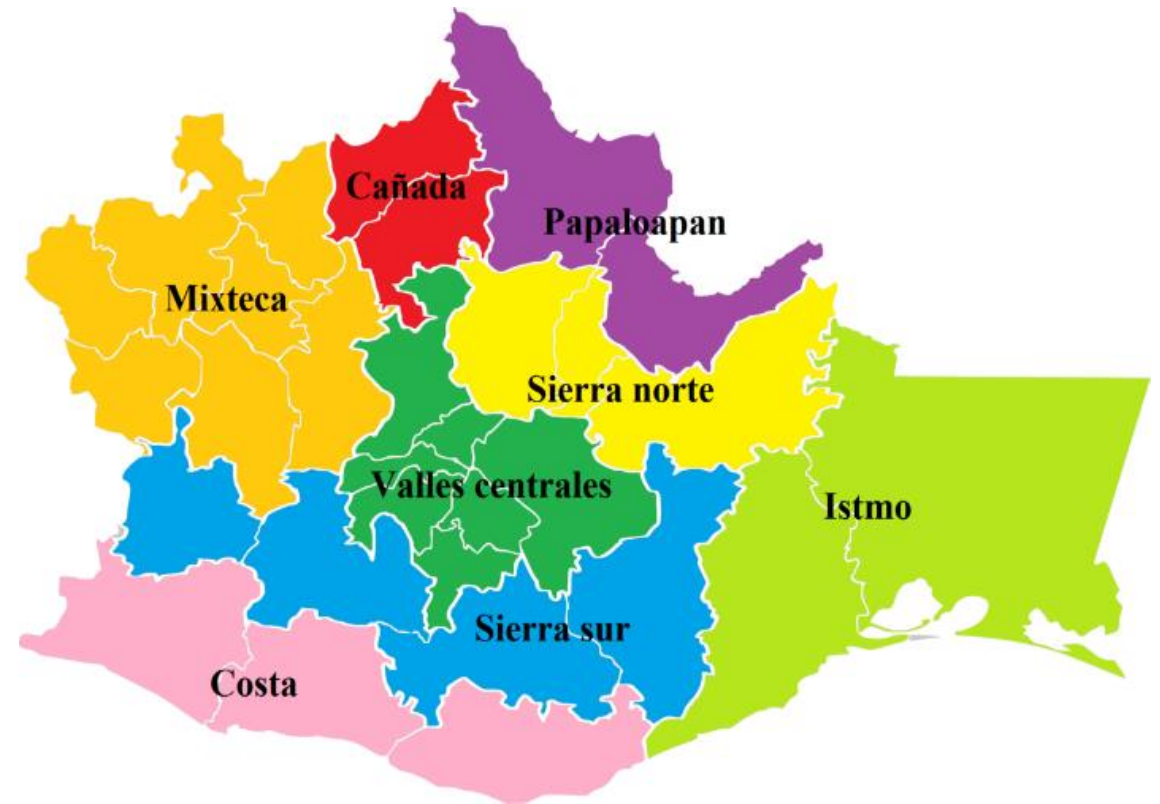 Cañada
Papaloapan
Mixteca
Sierra norte
Valles centrales
Istmo
Sierra sur
Costa